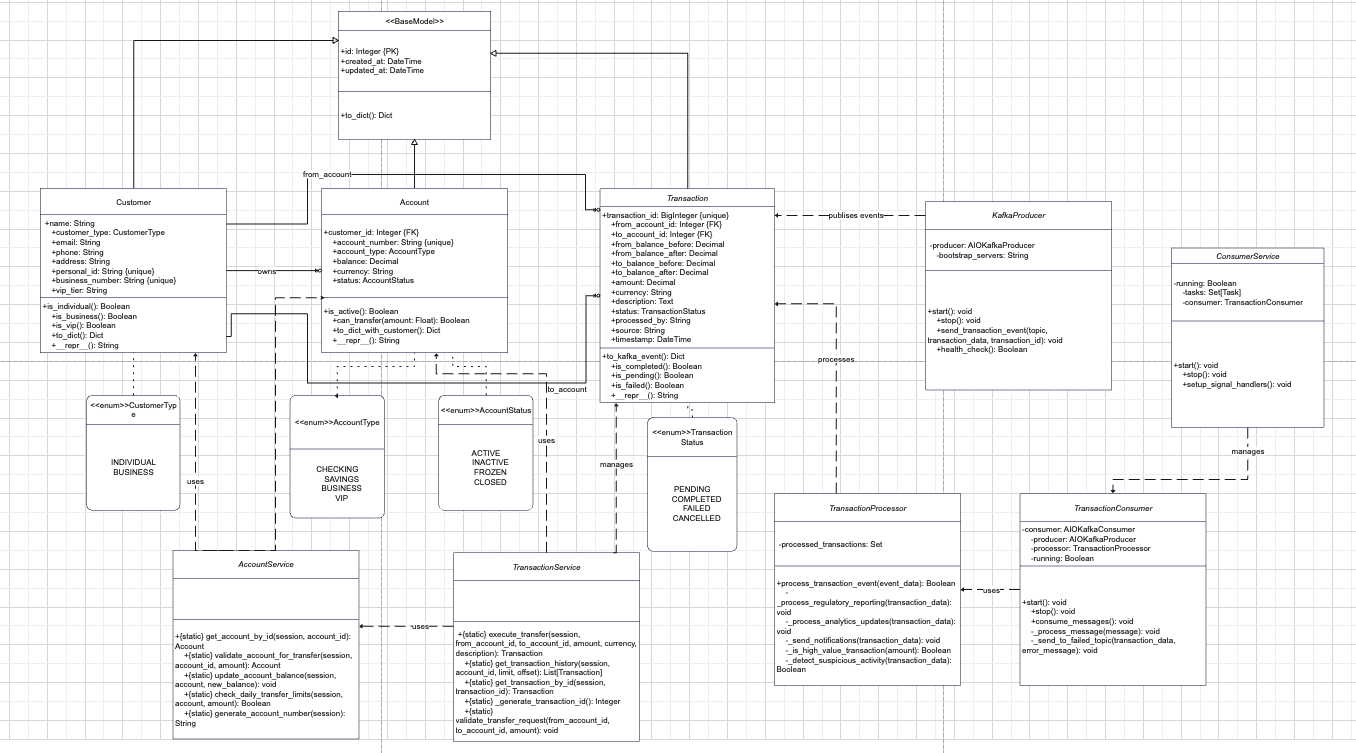 <<BaseModel>>
+id: Integer {PK}
+created_at: DateTime
+updated_at: DateTime
+to_dict(): Dict
from_account
Customer
+name: String
+customer_type: CustomerType
+email: String
+phone: String
+address: String
+personal_id: String {unique}
+business_number: String {unique}
+vip_tier: String
+is_individual(): Boolean
+is_business(): Boolean
+is_vip(): Boolean
+to_dict(): Dict
+__repr__(): String
owns
Account
+customer_id: Integer {FK}
+account_number: String {unique}
+account_type: AccountType
+balance: Decimal
+currency: String
+status: AccountStatus
+is_active(): Boolean
+can_transfer(amount: Float): Boolean
+to_dict_with_customer(): Dict
+__repr__(): String
to_account
Transaction
+transaction_id: BigInteger {unique}
+from_account_id: Integer {FK}
+to_account_id: Integer {FK}
+from_balance_before: Decimal
+from_balance_after: Decimal
+to_balance_before: Decimal
+to_balance_after: Decimal
+amount: Decimal
+currency: String
+description: Text
+status: TransactionStatus
+processed_by: String
+source: String
+timestamp: DateTime
+to_kafka_event(): Dict
+is_completed(): Boolean
+is_pending(): Boolean
+is_failed(): Boolean
+__repr__(): String
publises events
KafkaProducer
-producer: AIOKafkaProducer
-bootstrap_servers: String
+start(): void
+stop(): void
+send_transaction_event(topic,
transaction_data, transaction_id): void
+health_check(): Boolean
ConsumerService
-running: Boolean
-tasks: Set[Task]
-consumer: TransactionConsumer
+start(): void
+stop(): void
+setup_signal_handlers(): void
processes
manages
<<enum>>CustomerTyp
e
INDIVIDUAL
BUSINESS
uses
<<enum>>AccountType
CHECKING
SAVINGS
BUSINESS
VIP
<<enum>>AccountStatus
ACTIVE
INACTIVE
FROZEN
CLOSED
uses
manages
<<enum>>Transaction
Status
PENDING
COMPLETED
FAILED
CANCELLED
AccountService
+{static} get_account_by_id(session, account_id):
Account
+{static} validate_account_for_transfer(session,
account_id, amount): Account
+{static} update_account_balance(session,
account, new_balance): void
+{static} check_daily_transfer_limits(session,
account, amount): Boolean
+{static} generate_account_number(session):
String
uses
TransactionService
+{static} execute_transfer(session,
from_account_id, to_account_id, amount, currency,
description): Transaction
+{static} get_transaction_history(session,
account_id, limit, offset): List[Transaction]
+{static} get_transaction_by_id(session,
transaction_id): Transaction
+{static} _generate_transaction_id(): Integer
+{static}
validate_transfer_request(from_account_id,
to_account_id, amount): void
TransactionProcessor
-processed_transactions: Set
+process_transaction_event(event_data): Boolean
-
_process_regulatory_reporting(transaction_data):
void
-_process_analytics_updates(transaction_data):
void
-_send_notifications(transaction_data): void
-_is_high_value_transaction(amount): Boolean
-_detect_suspicious_activity(transaction_data):
Boolean
uses
TransactionConsumer
-consumer: AIOKafkaConsumer
-producer: AIOKafkaProducer
-processor: TransactionProcessor
-running: Boolean
+start(): void
+stop(): void
+consume_messages(): void
-_process_message(message): void
-_send_to_failed_topic(transaction_data,
error_message): void